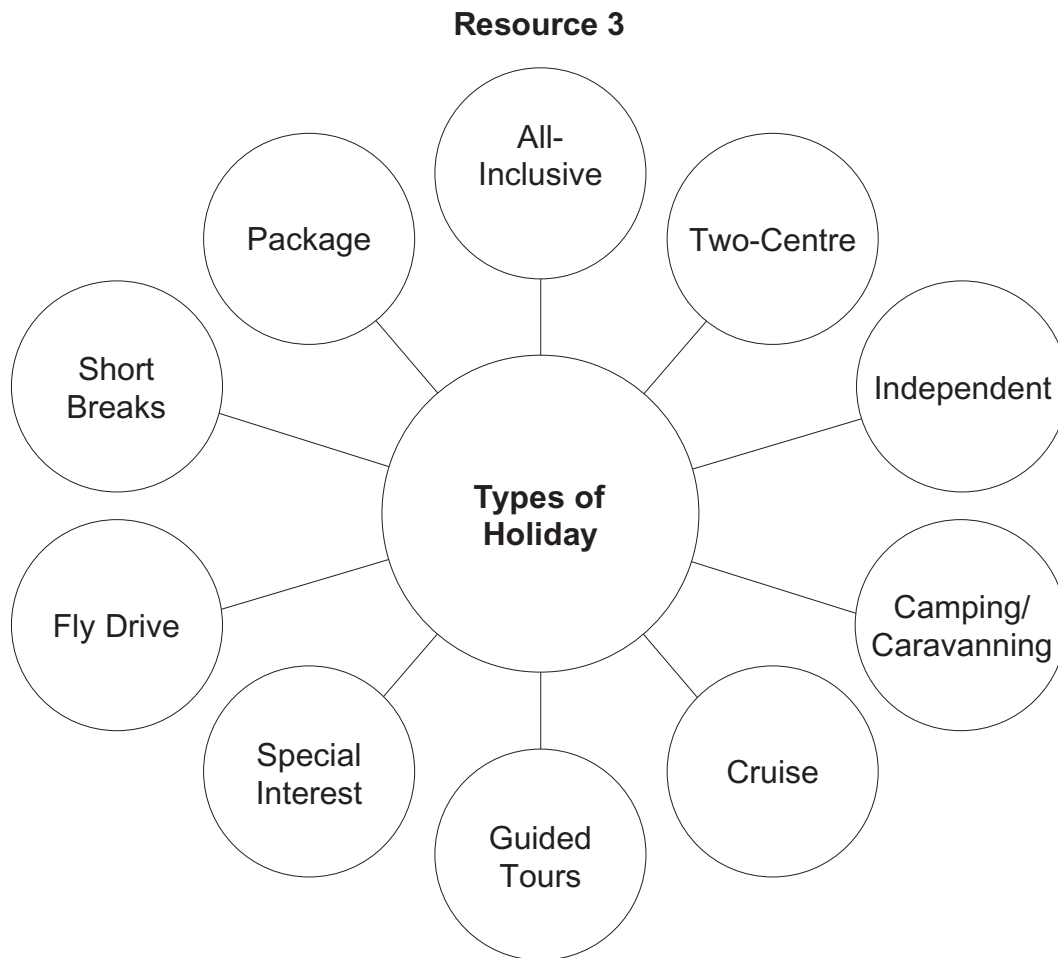 Resource 3
All-
Inclusive
Package
Two-Centre
Short
Breaks
Independent
Types of
Holiday
Fly Drive
Camping/
Caravanning
Special
Interest
Cruise
Guided
Tours